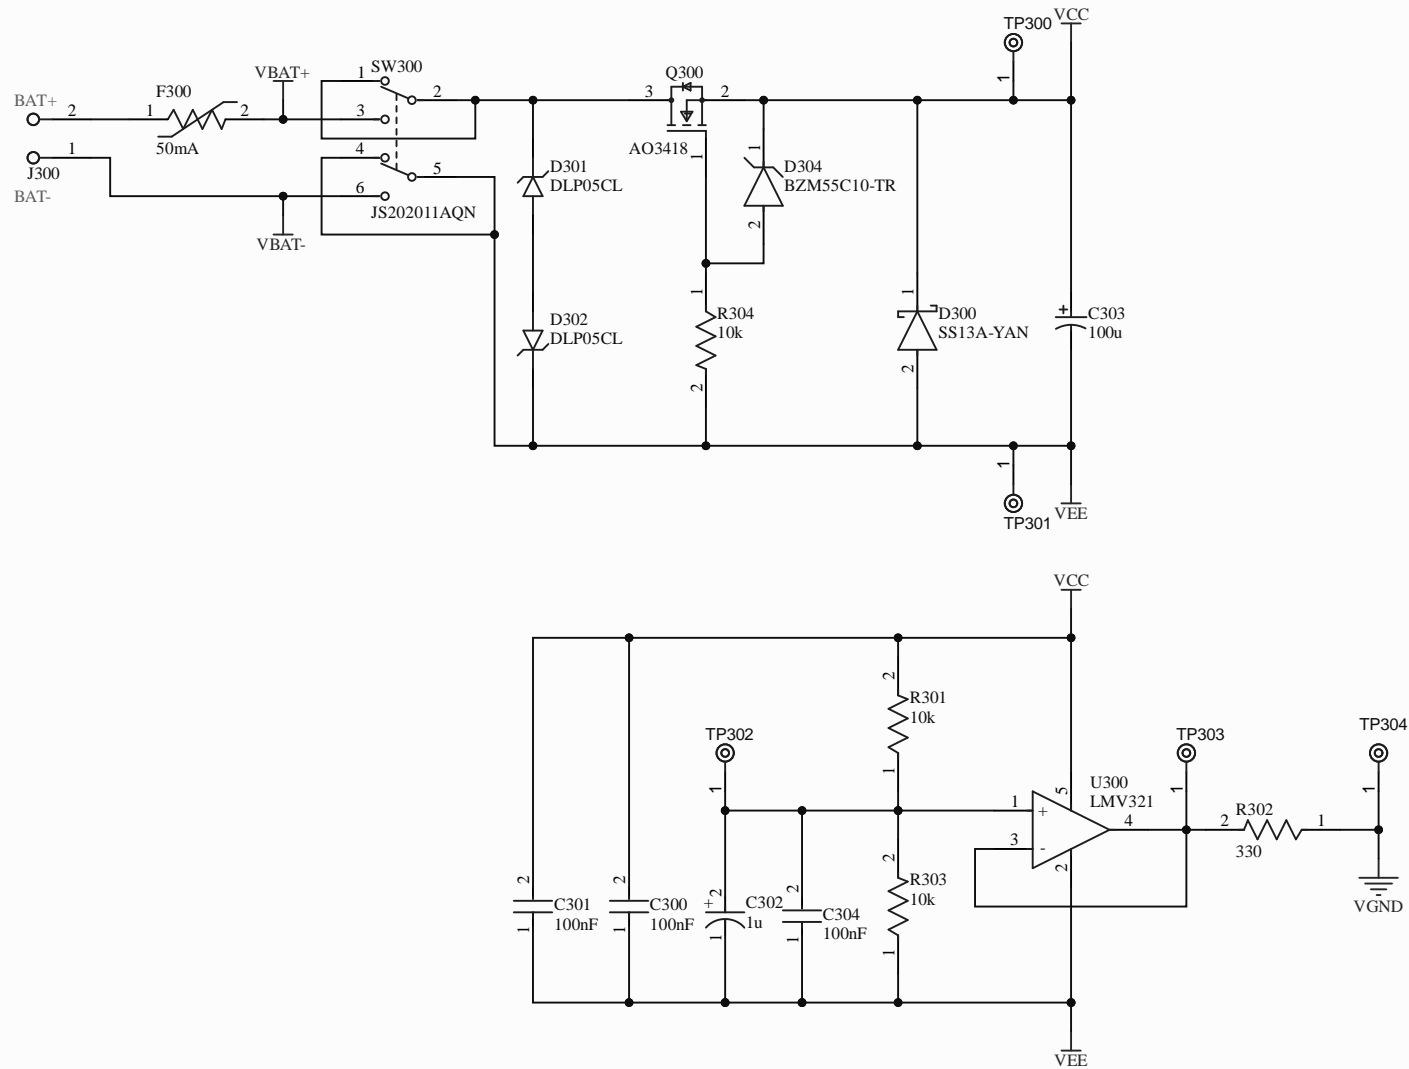 TP300
VCC
1
BAT+
2
1
F300
2
50mA
VBAT+
SW300
1
2
3
4
5
6
JS202011AQN
1
J300
BAT-
VBAT-
D301
DLP05CL
D302
DLP05CL
3
Q300
2
AO3418
1
1
D304
BZM55C10-TR
2
1
R304
10k
2
1
D300
SS13A-YAN
2
+
C303
100u
1
TP301
VEE
VCC
2
R301
10k
1
TP302
1
TP303
1
TP304
1
U300
LMV321
5
1
+
3
-
4
2
2
R302
1
330
VGND
2
R303
10k
1
2
C301
100nF
1
2
C300
100nF
1
+
2
C302
1u
1
2
C304
100nF
1
VEE